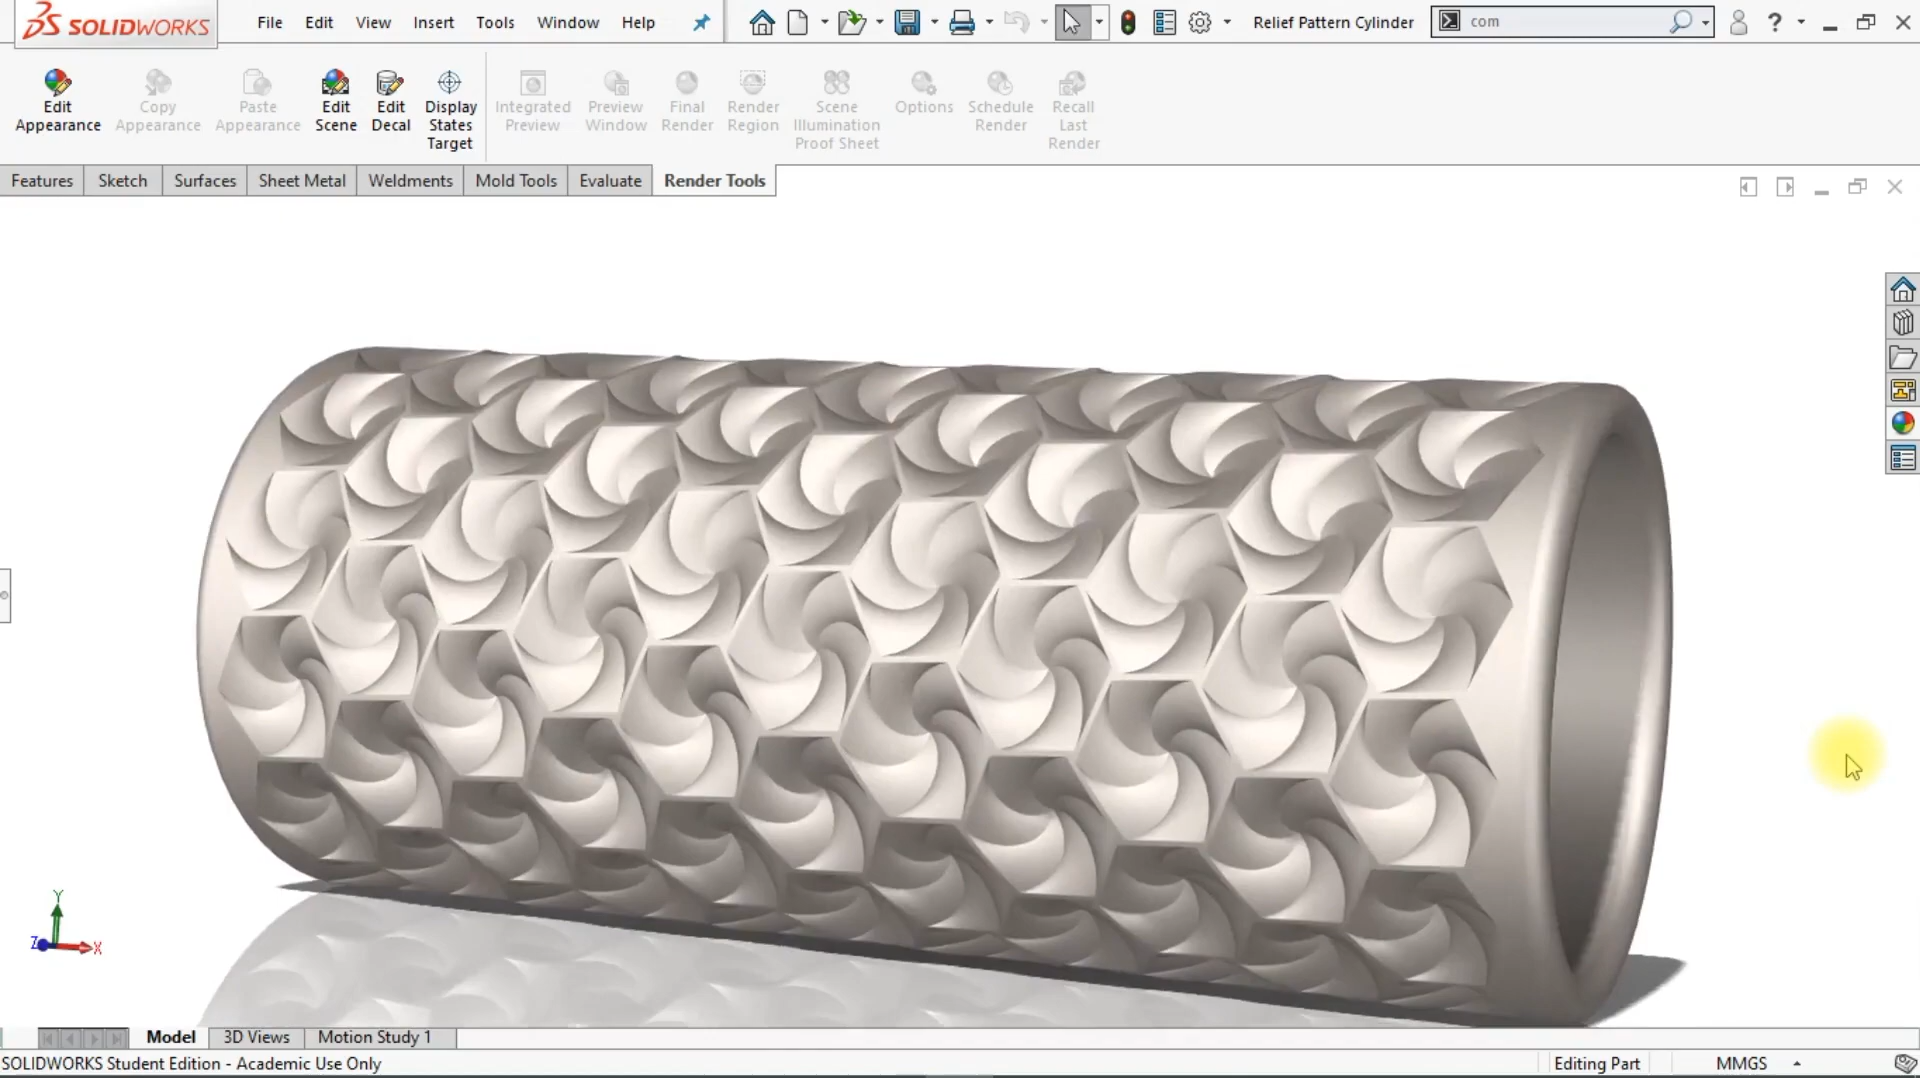 SOLIDWORKS File Edit View Insert Tools Window Help Relief Pattern Cylinder com ?
Edit Appearance
Copy Appearance
Paste Appearance
Edit Scene
Edit Decal
Display States Target
Integrated Preview
Preview Window
Final Render
Render Region
Scene Illumination Proof Sheet
Options
Schedule Render
Recall Last Render
Features Sketch Surfaces Sheet Metal Weldments Mold Tools Evaluate Render Tools
Y
Z X
Model 3D Views Motion Study 1
SOLIDWORKS Student Edition - Academic Use Only Editing Part MMGS